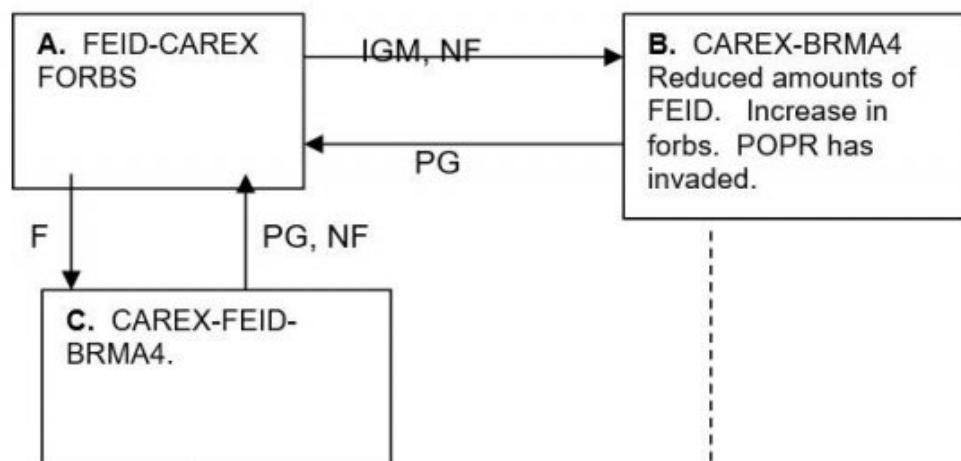 A. FEID-CAREX
FORBS
IGM, NF
B. CAREX-BRMA4
Reduced amounts of
FEID. Increase in
forbs. POPR has
invaded.
PG
F
PG, NF
C. CAREX-FEID-
BRMA4.